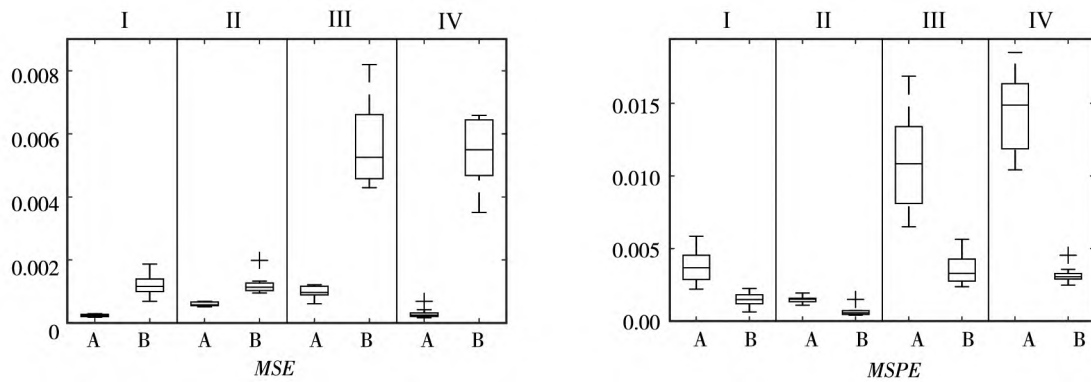 I II III IV
0.008
0.006
0.004
0.002
0
A B A B A B A B
MSE
I II III IV
0.015
0.010
0.005
0.00
A B A B A B A B
MSPE